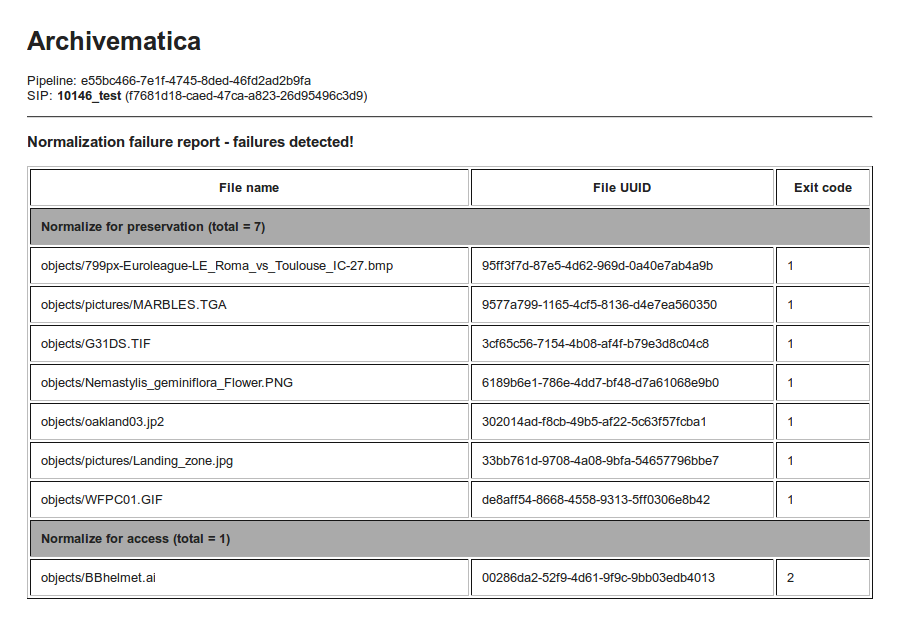 Archivematica
Pipeline: e55bc466-7e1f-4745-8ded-46fd2ad2b9fa
SIP: 10146_test (f7681d18-caed-47ca-a823-26d95496c3d9)
Normalization failure report - failures detected!
File name File UUID Exit code
Normalize for preservation (total = 7)
objects/799px-Euroleague-LE_Roma_vs_Toulouse_IC-27.bmp 95ff3f7d-87e5-4d62-969d-0a40e7ab4a9b 1
objects/pictures/MARBLES.TGA 9577a799-1165-4cf5-8136-d4e7ea560350 1
objects/G31DS.TIF 3cf65c56-7154-4b08-af4f-b79e3d8c04c8 1
objects/Nemastylis_geminiflora_Flower.PNG 6189b6e1-786e-4dd7-bf48-d7a61068e9b0 1
objects/oakland03.jp2 302014ad-f8cb-49b5-af22-5c63f57fcba1 1
objects/pictures/Landing_zone.jpg 33bb761d-9708-4a08-9bfa-54657796bbe7 1
objects/WFPC01.GIF de8aff54-8668-4558-9313-5ff0306e8b42 1
Normalize for access (total = 1)
objects/BBhelmet.ai 00286da2-52f9-4d61-9f9c-9bb03edb4013 2